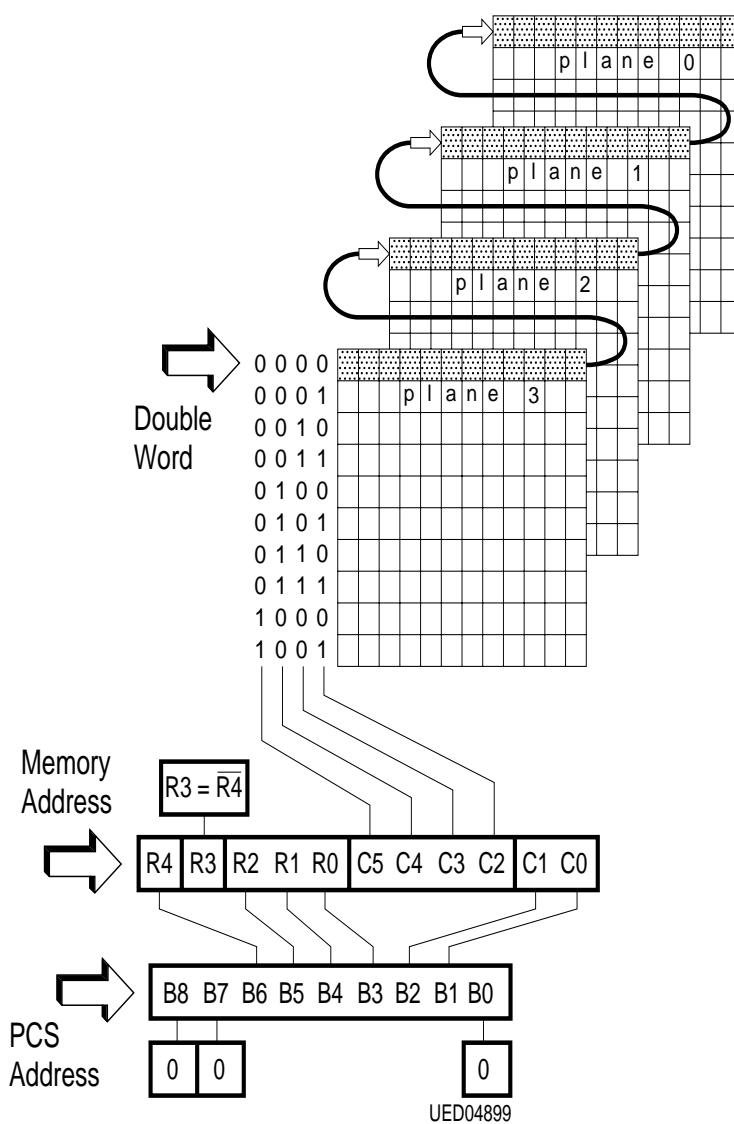 plane 0
plane 1
plane 2
0000
plane 3
0001
Double
Word
0010
0011
0100
0101
0110
0111
1000
1001
Memory
Address
R3 = R̅4̅
R4 R3 R2 R1 R0 C5 C4 C3 C2 C1 C0
B8 B7 B6 B5 B4 B3 B2 B1 B0
PCS
Address
0 0 0
UED04899